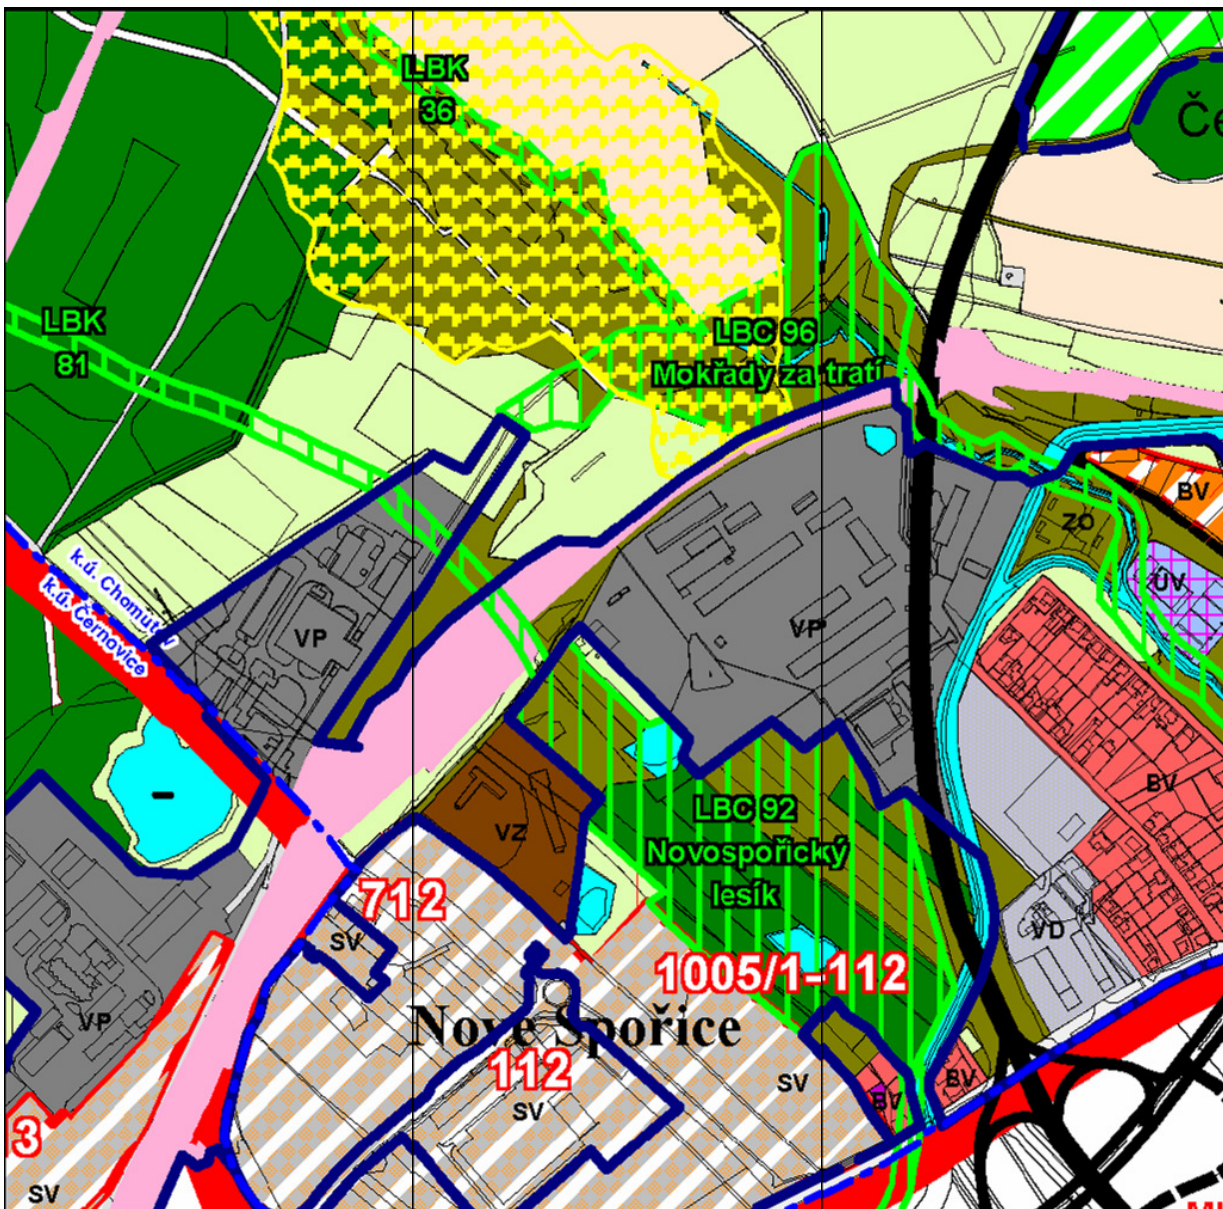 LBK
36
Če
LBK
81
LBC 96
Mokřady za tratí
BV
ZO
ÚV
k.ú. Chomutov
k.ú. Černovice
VP
VP
BV
VZ
LBC 92
Novospořický
lesík
712
SV
VD
1005/1-112
VP
Nové Spořice
112
SV
SV
BV
BV
3
SV